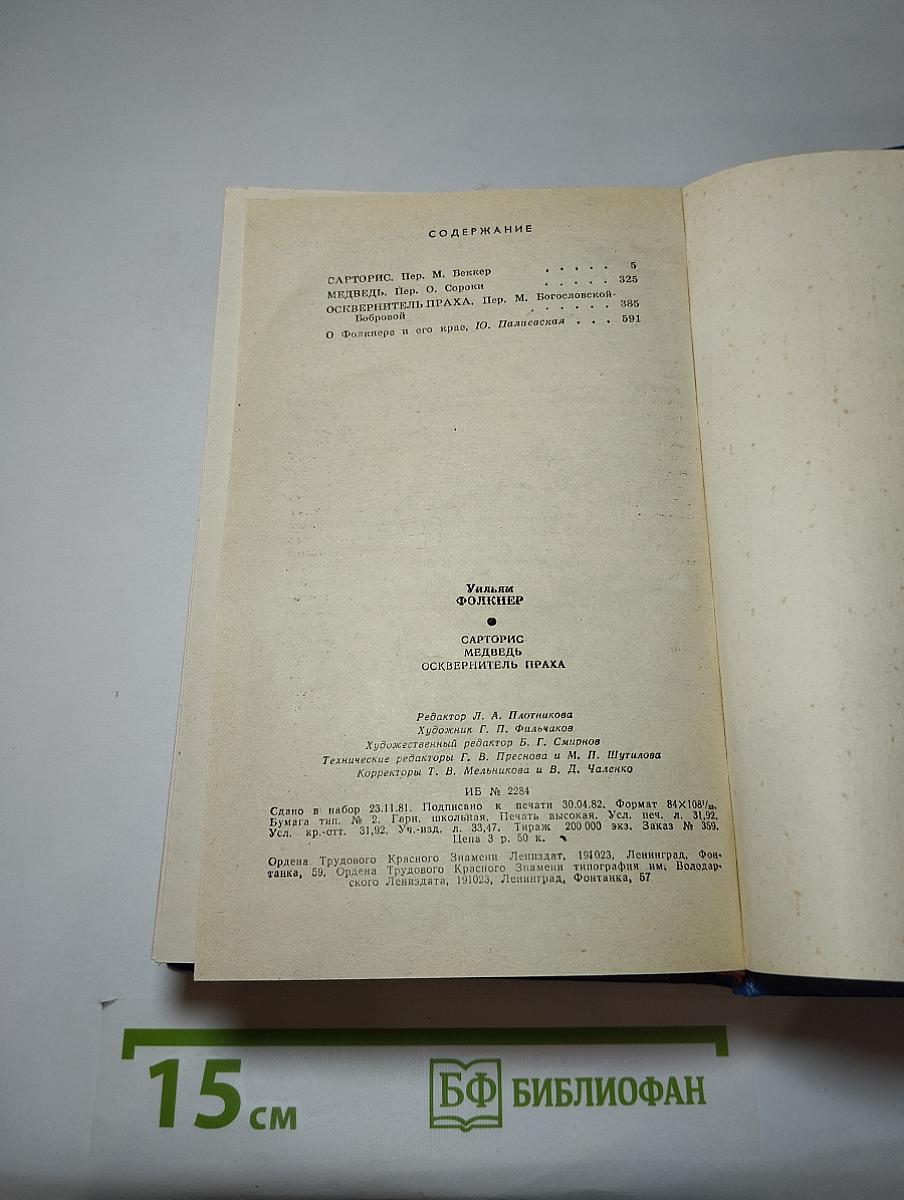 СОДЕРЖАНИЕ
САРТОРИС. Пер. М. Беккер . . . . . 5
МЕДВЕДЬ. Пер. О. Сороки . . . . . 325
ОСКВЕРНИТЕЛЬ ПРАХА. Пер. М. Богословской-
Бобровой . . . . . . 385
О Фолкнере и его крае, Ю. Палиевская . . . 591
Уильям
ФОЛКНЕР
САРТОРИС
МЕДВЕДЬ
ОСКВЕРНИТЕЛЬ ПРАХА
Редактор Л. А. Плотникова
Художник Г. П. Фильчаков
Художественный редактор Б. Г. Смирнов
Технические редакторы Г. В. Преснова и М. П. Шутилова
Корректоры Т. В. Мельникова и В. Д. Чаленко
ИБ № 2284
Сдано в набор 23.11.81. Подписано к печати 30.04.82. Формат 84×108¹/₃₂.
Бумага тип. № 2. Гарн. школьная. Печать высокая. Усл. печ. л. 31,92.
Усл. кр.-отт. 31,92. Уч.-изд. л. 33,47. Тираж 200 000 экз. Заказ № 359.
Цена 3 р. 50 к.
Ордена Трудового Красного Знамени Лениздат, 191023, Ленинград, Фон-
танка, 59. Ордена Трудового Красного Знамени типография им. Володар-
ского Лениздата, 191023, Ленинград, Фонтанка, 57
15 см
БФ БИБЛИОФАН